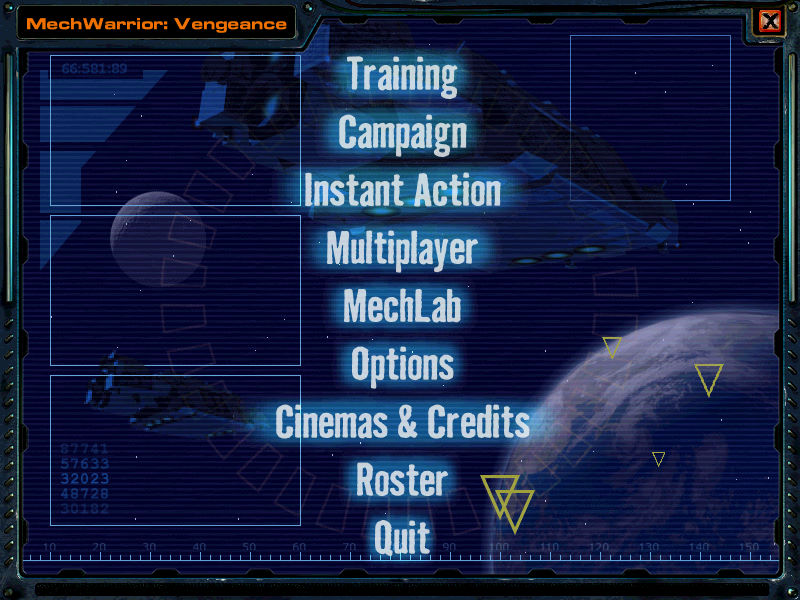 MechWarrior: Vengeance
66:581:89
Training
Campaign
Instant Action
Multiplayer
MechLab
Options
Cinemas & Credits
Roster
Quit
87741
57633
32023
48728
30182
10 20 30 40 50 60 70 80 90 100 110 120 130 140 150